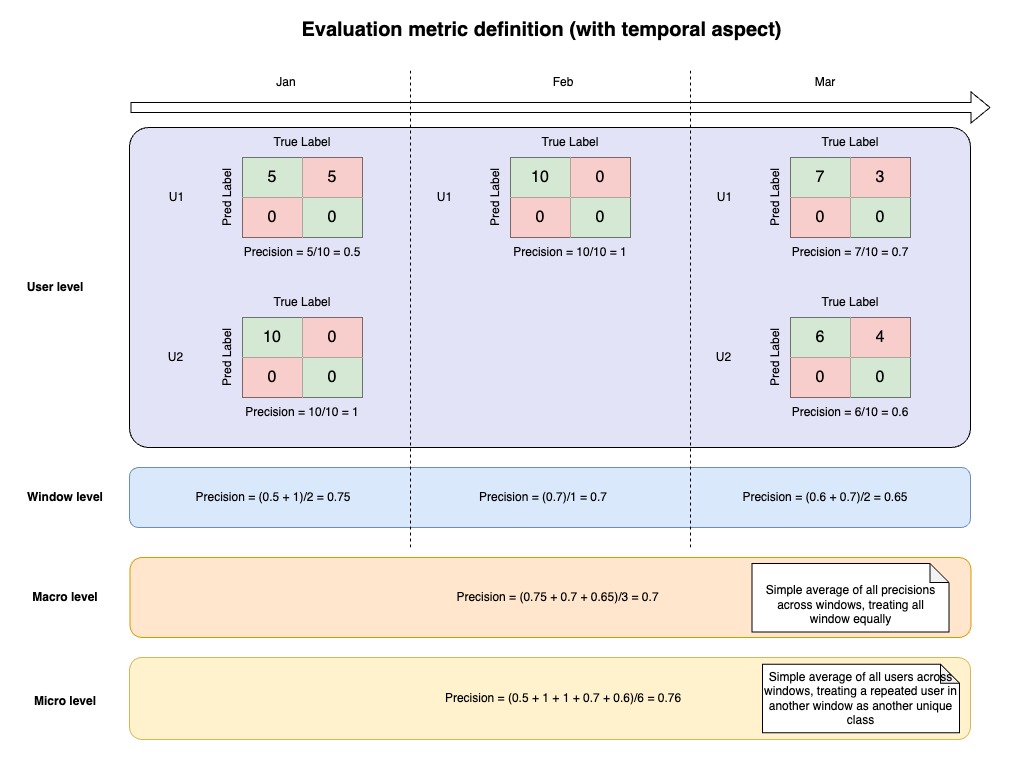 Evaluation metric definition (with temporal aspect)
Jan
Feb
Mar
User level
U1
True Label
Pred Label
5 5
0 0
Precision = 5/10 = 0.5
U1
True Label
Pred Label
10 0
0 0
Precision = 10/10 = 1
U1
True Label
Pred Label
7 3
0 0
Precision = 7/10 = 0.7
U2
True Label
Pred Label
10 0
0 0
Precision = 10/10 = 1
U2
True Label
Pred Label
6 4
0 0
Precision = 6/10 = 0.6
Window level
Precision = (0.5 + 1)/2 = 0.75
Precision = (0.7)/1 = 0.7
Precision = (0.6 + 0.7)/2 = 0.65
Macro level
Precision = (0.75 + 0.7 + 0.65)/3 = 0.7
Simple average of all precisions
across windows, treating all
window equally
Micro level
Precision = (0.5 + 1 + 1 + 0.7 + 0.6)/6 = 0.76
Simple average of all users across
windows, treating a repeated user in
another window as another unique
class